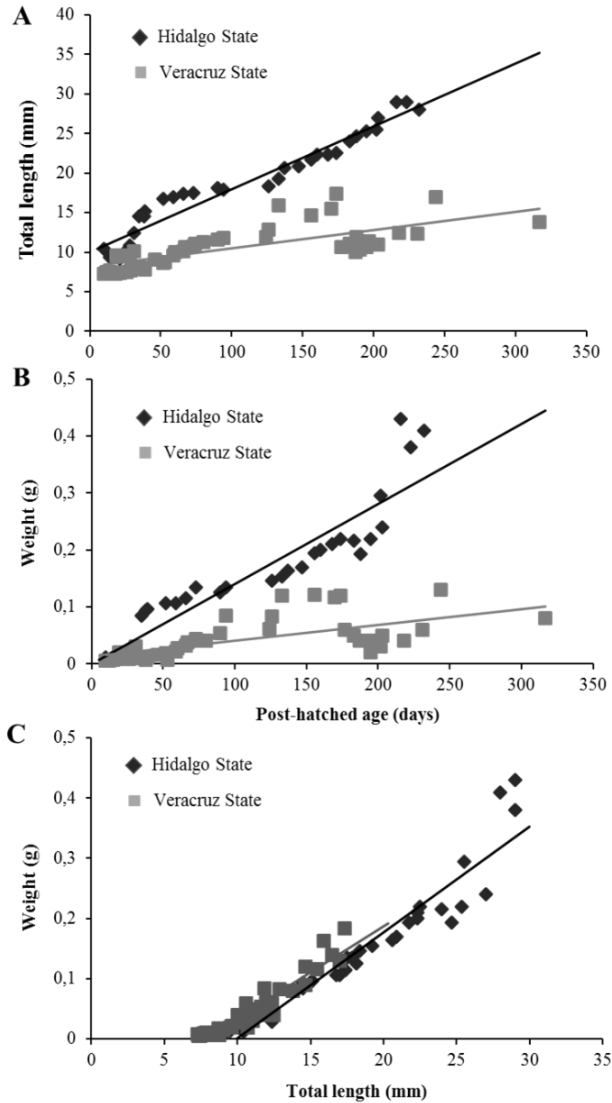 A
40
35
30
25
20
15
10
5
0
Total length (mm)
Hidalgo State
Veracruz State
0 50 100 150 200 250 300 350
B
0,5
0,4
0,3
0,2
0,1
0
Weight (g)
Hidalgo State
Veracruz State
0 50 100 150 200 250 300 350
Post-hatched age (days)
C
0,5
0,4
0,3
0,2
0,1
0
Weight (g)
Hidalgo State
Veracruz State
0 5 10 15 20 25 30 35
Total length (mm)